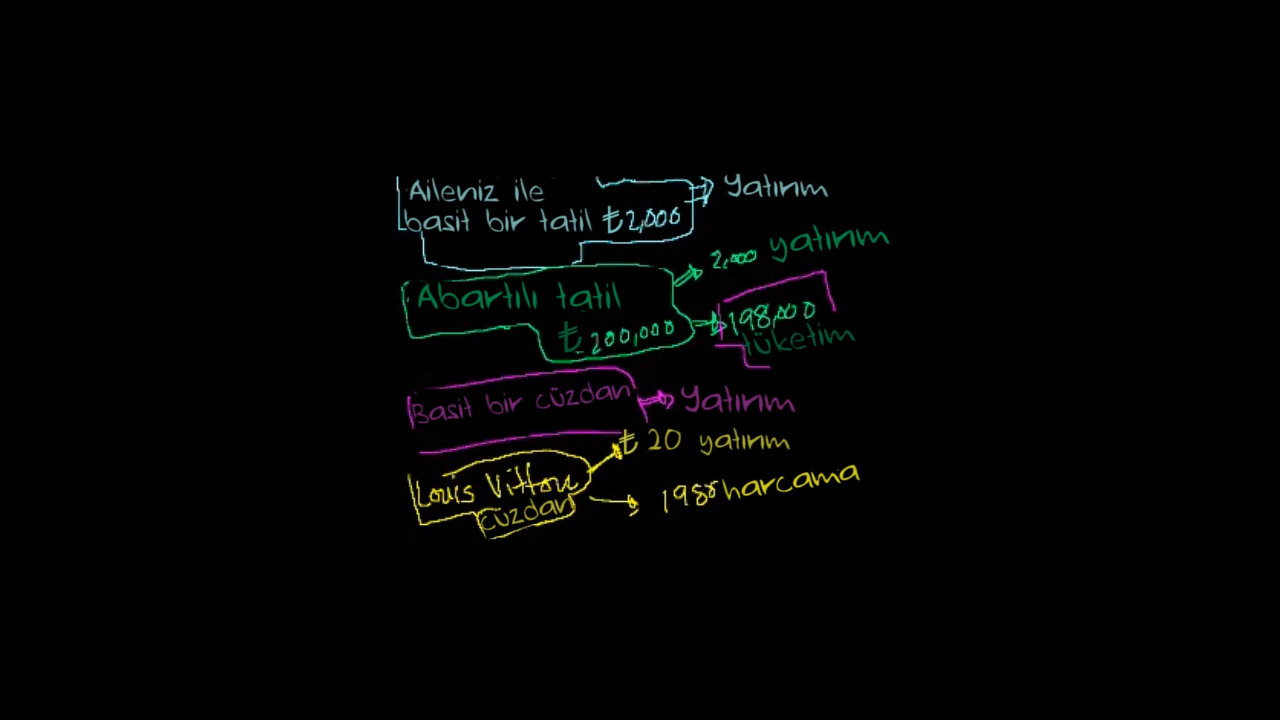 Aileniz ile
basit bir tatil ₺2,000
Yatırım
2,000 yatırım
Abartılı tatil
₺ 200,000
₺198,000
tüketim
Basit bir cüzdan
Yatırım
₺ 20 yatırım
Louis Vitton
cüzdan
harcama